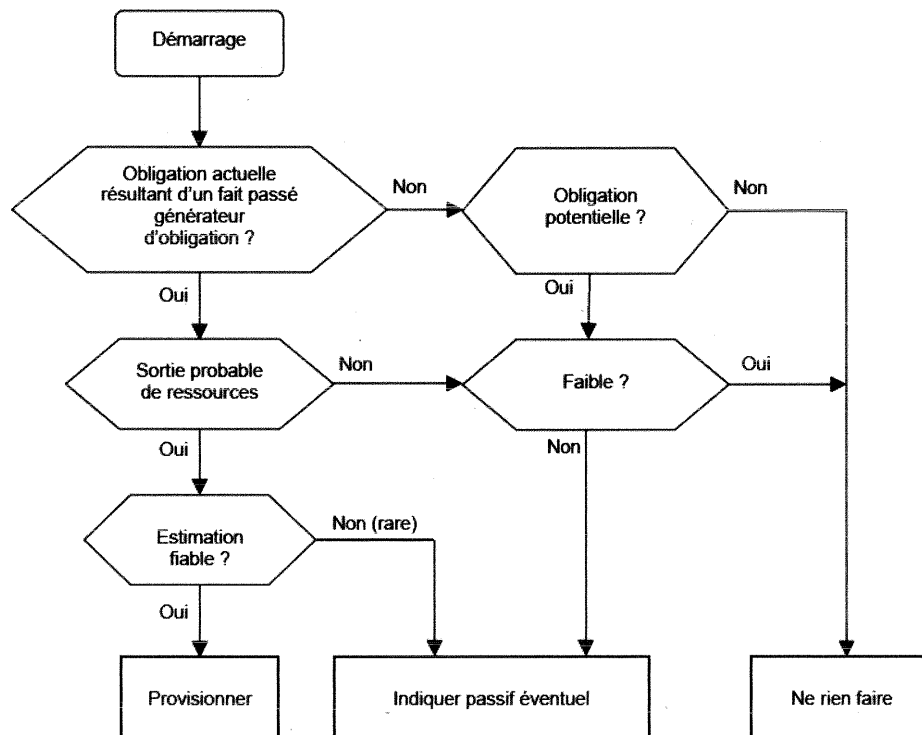 Démarrage
Obligation actuelle
résultant d'un fait passé
générateur
d'obligation ?
Non
Obligation
potentielle ?
Non
Oui
Oui
Sortie probable
de ressources
Non
Faible ?
Oui
Oui
Non
Estimation
fiable ?
Non (rare)
Oui
Provisionner
Indiquer passif éventuel
Ne rien faire